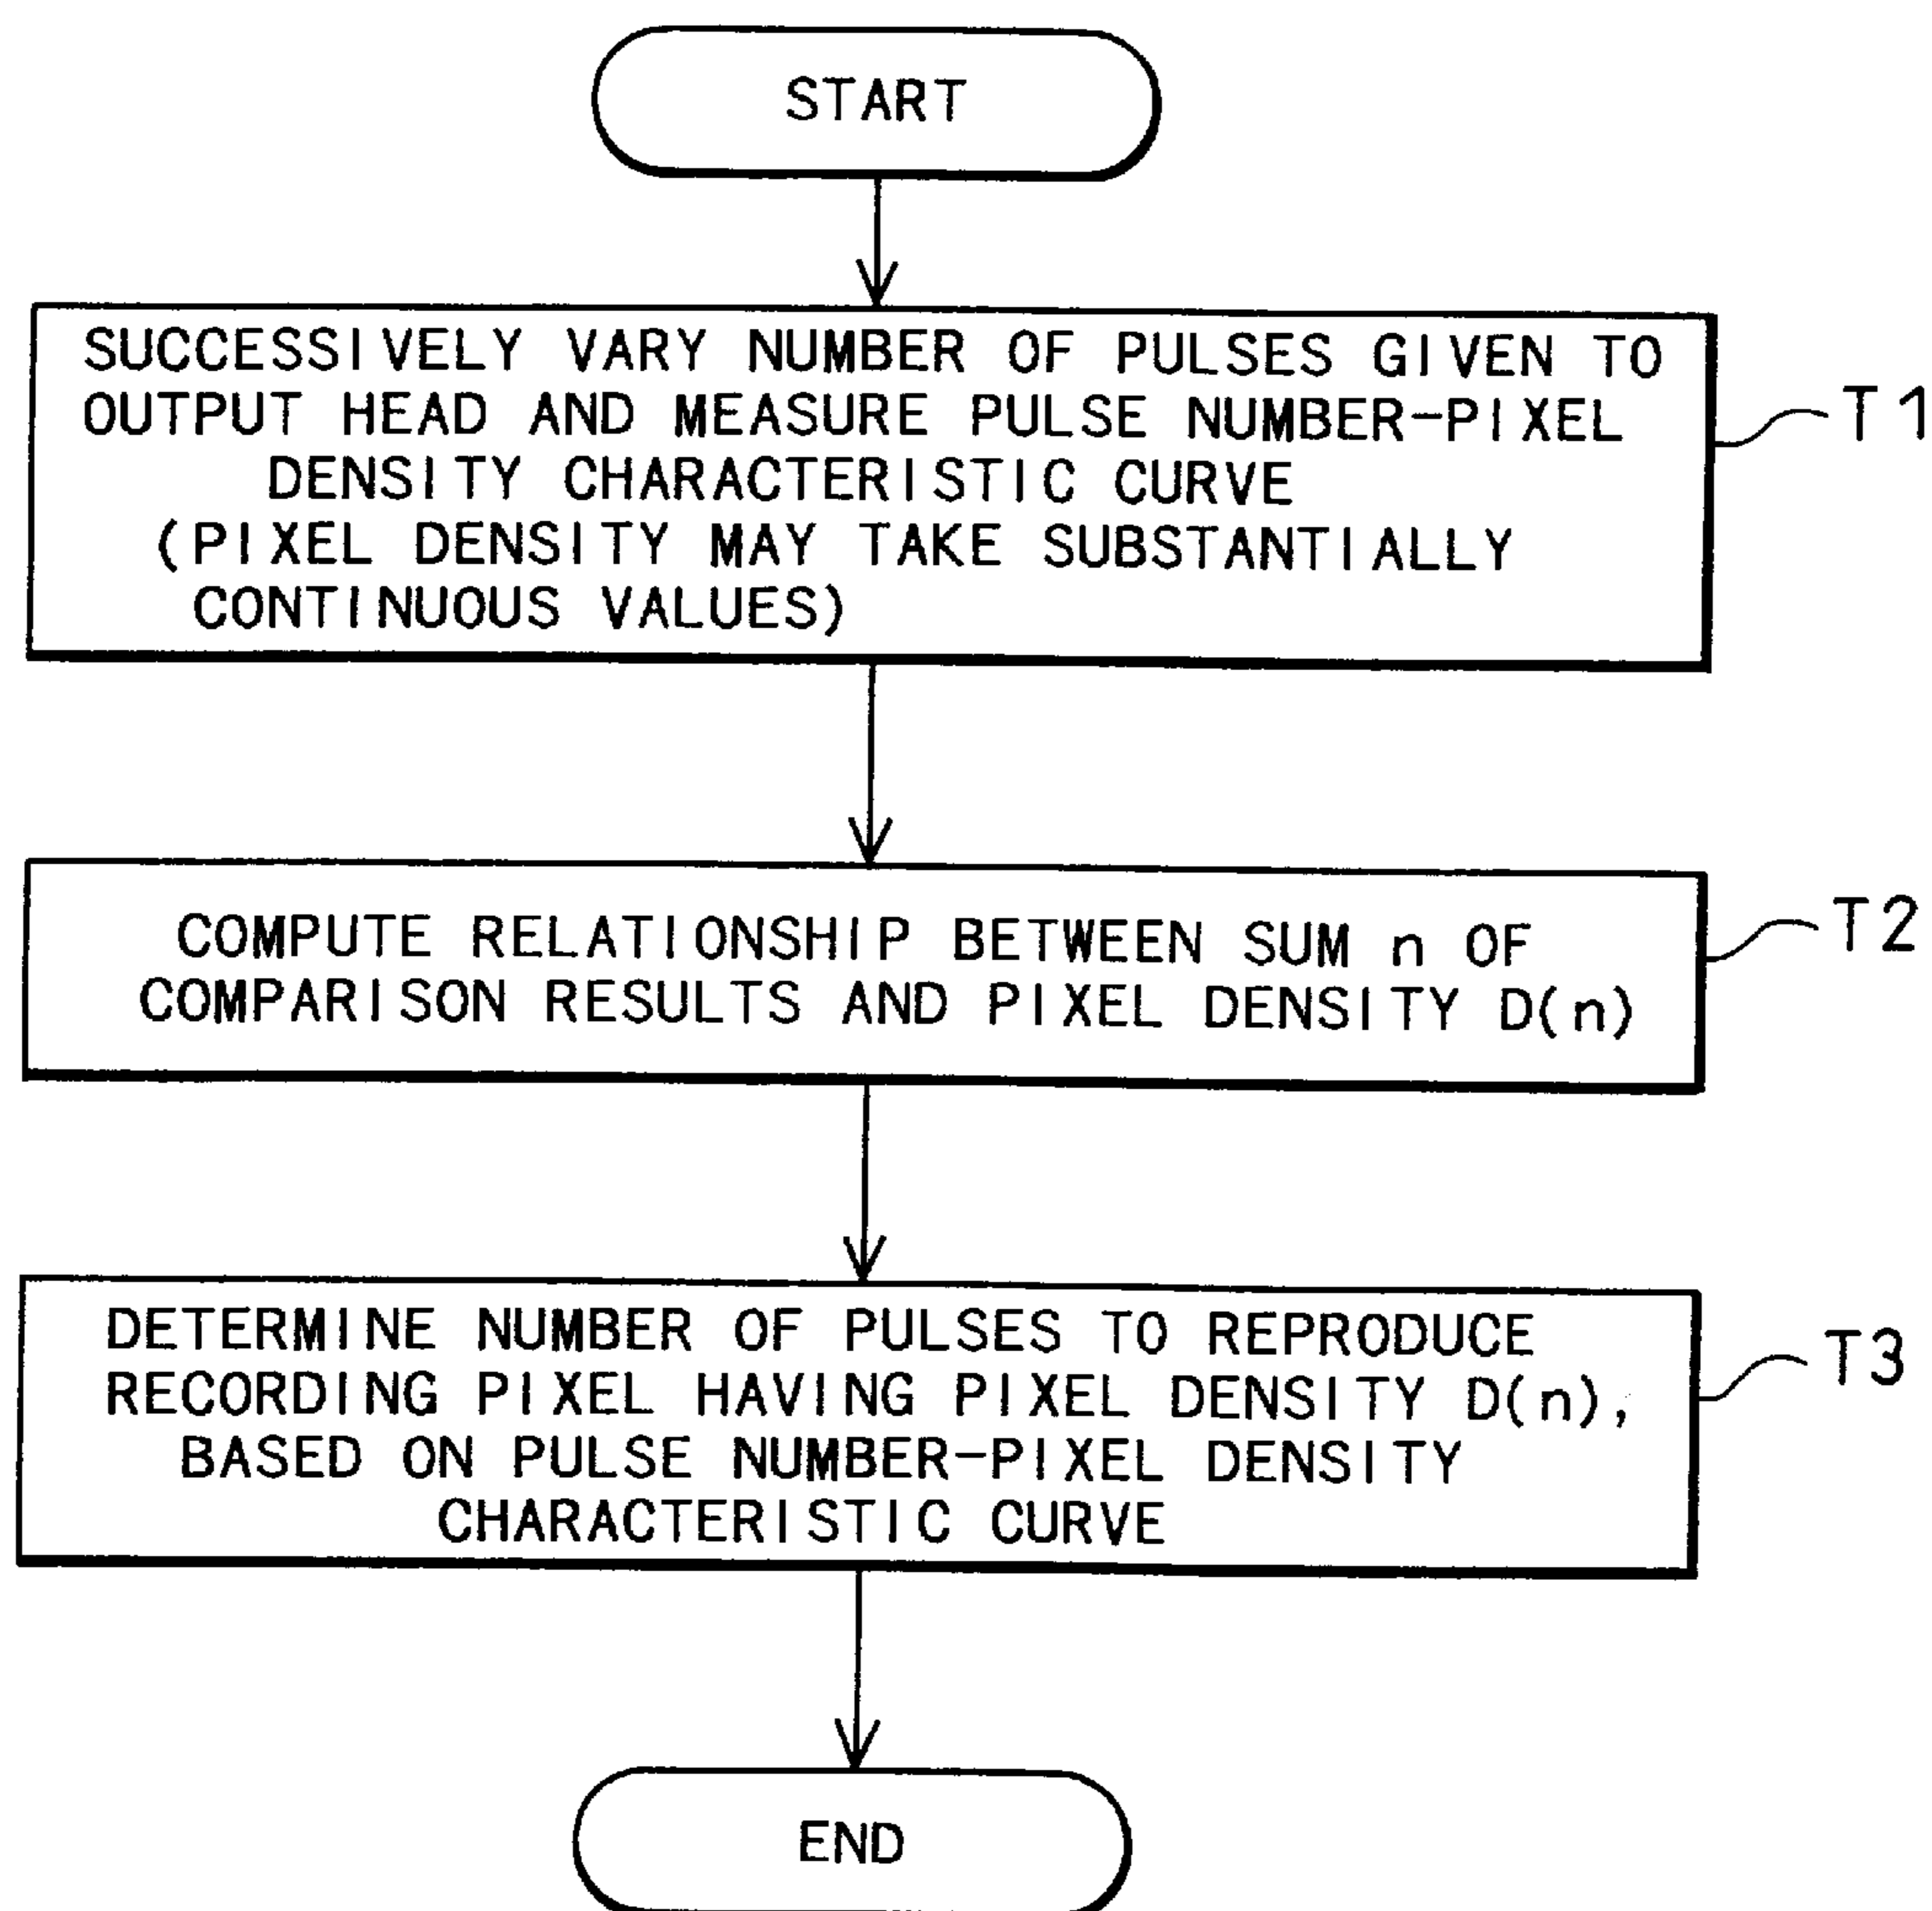 START
SUCCESSIVELY VARY NUMBER OF PULSES GIVEN TO
OUTPUT HEAD AND MEASURE PULSE NUMBER-PIXEL
DENSITY CHARACTERISTIC CURVE
(PIXEL DENSITY MAY TAKE SUBSTANTIALLY
CONTINUOUS VALUES)
T1
COMPUTE RELATIONSHIP BETWEEN SUM n OF
COMPARISON RESULTS AND PIXEL DENSITY D(n)
T2
DETERMINE NUMBER OF PULSES TO REPRODUCE
RECORDING PIXEL HAVING PIXEL DENSITY D(n),
BASED ON PULSE NUMBER-PIXEL DENSITY
CHARACTERISTIC CURVE
T3
END